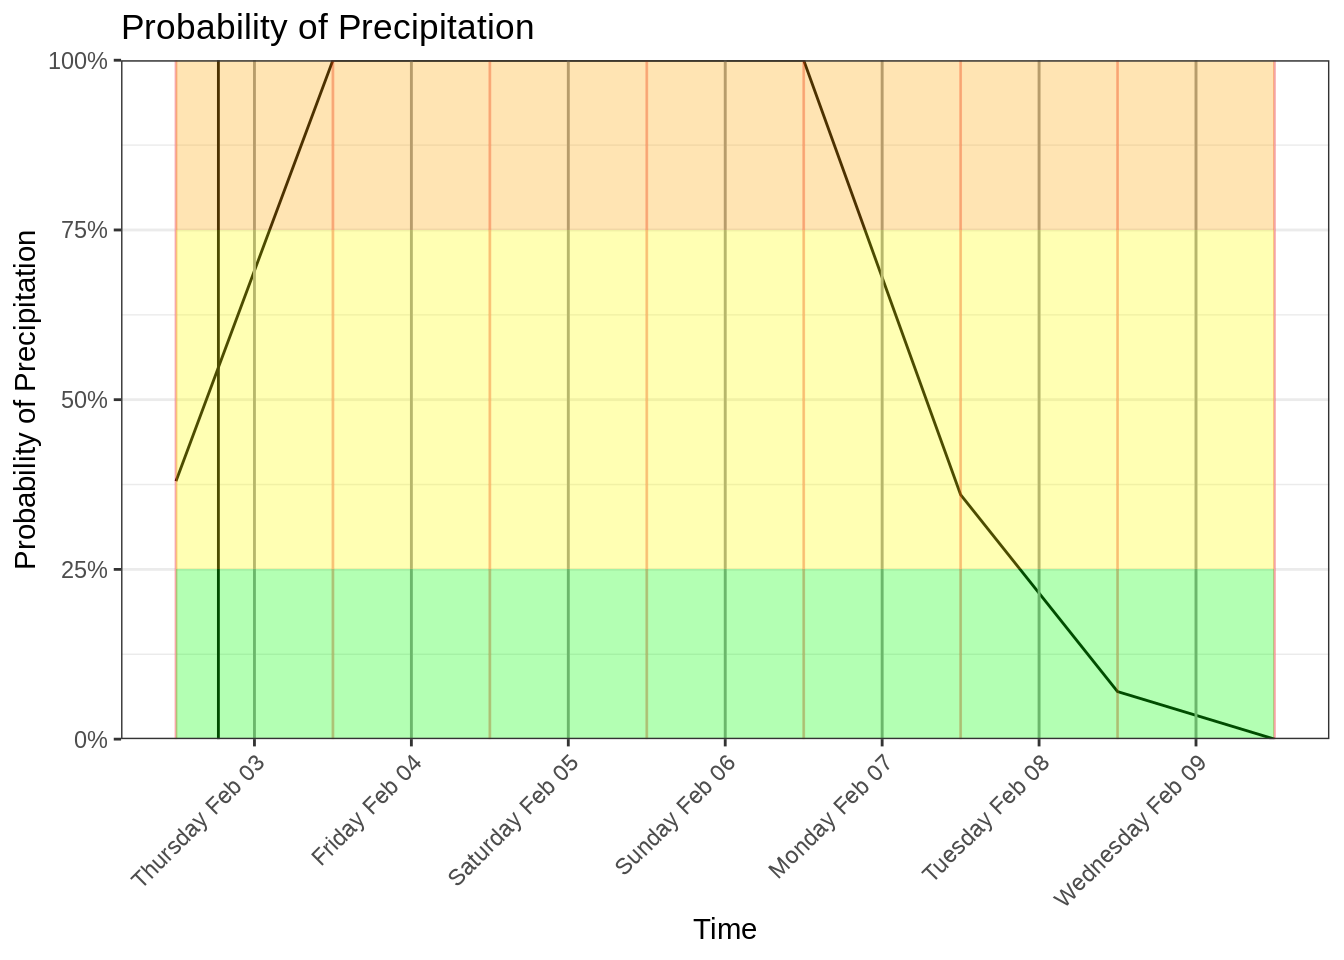 Probability of Precipitation
Probability of Precipitation
100%
75%
50%
25%
0%
Thursday Feb 03
Friday Feb 04
Saturday Feb 05
Sunday Feb 06
Monday Feb 07
Tuesday Feb 08
Wednesday Feb 09
Time